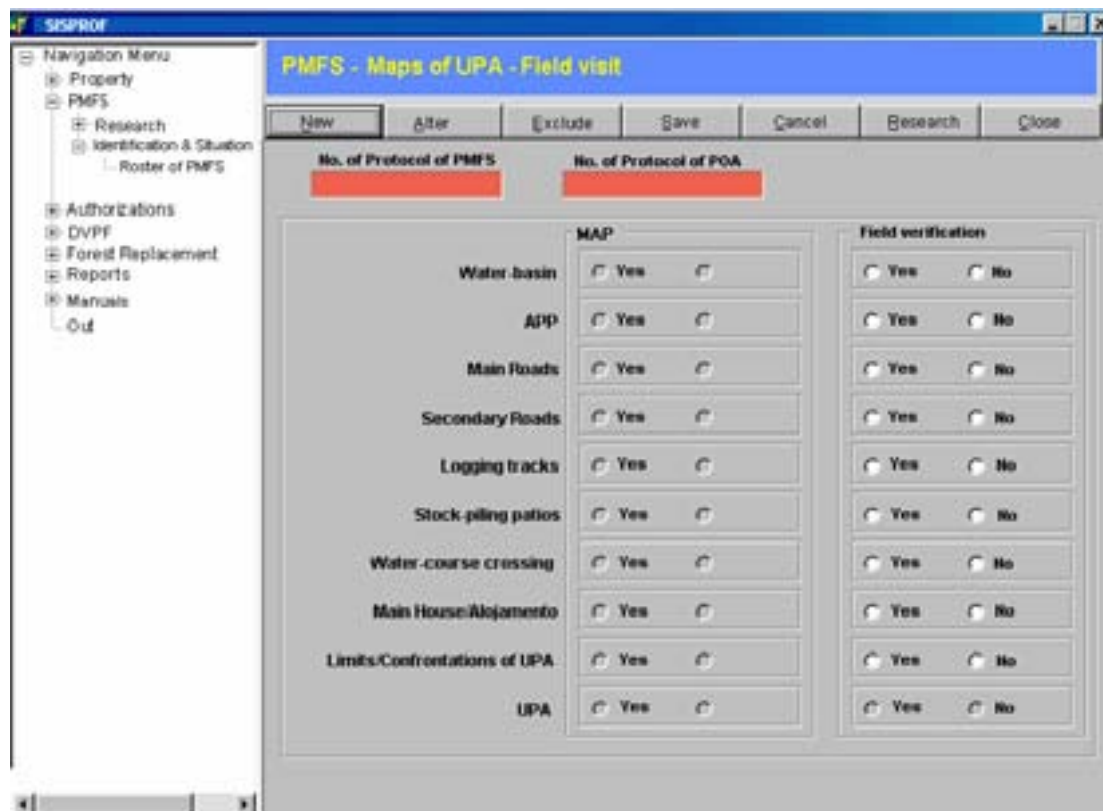 SISPROF
Navigation Menu
Property
PMFS
Research
Identification & Situation
Roster of PMFS
Authorizations
DVPF
Forest Replacement
Reports
Manuals
Out
PMFS - Maps of UPA - Field visit
New Alter Exclude Save Cancel Research Close
No. of Protocol of PMFS No. of Protocol of POA
MAP Field verification
Water-basin Yes Yes No
APP Yes Yes No
Main Roads Yes Yes No
Secondary Roads Yes Yes No
Logging tracks Yes Yes No
Stock-piling patios Yes Yes No
Water-course crossing Yes Yes No
Main House/Alojamento Yes Yes No
Limits/Confrontations of UPA Yes Yes No
UPA Yes Yes No